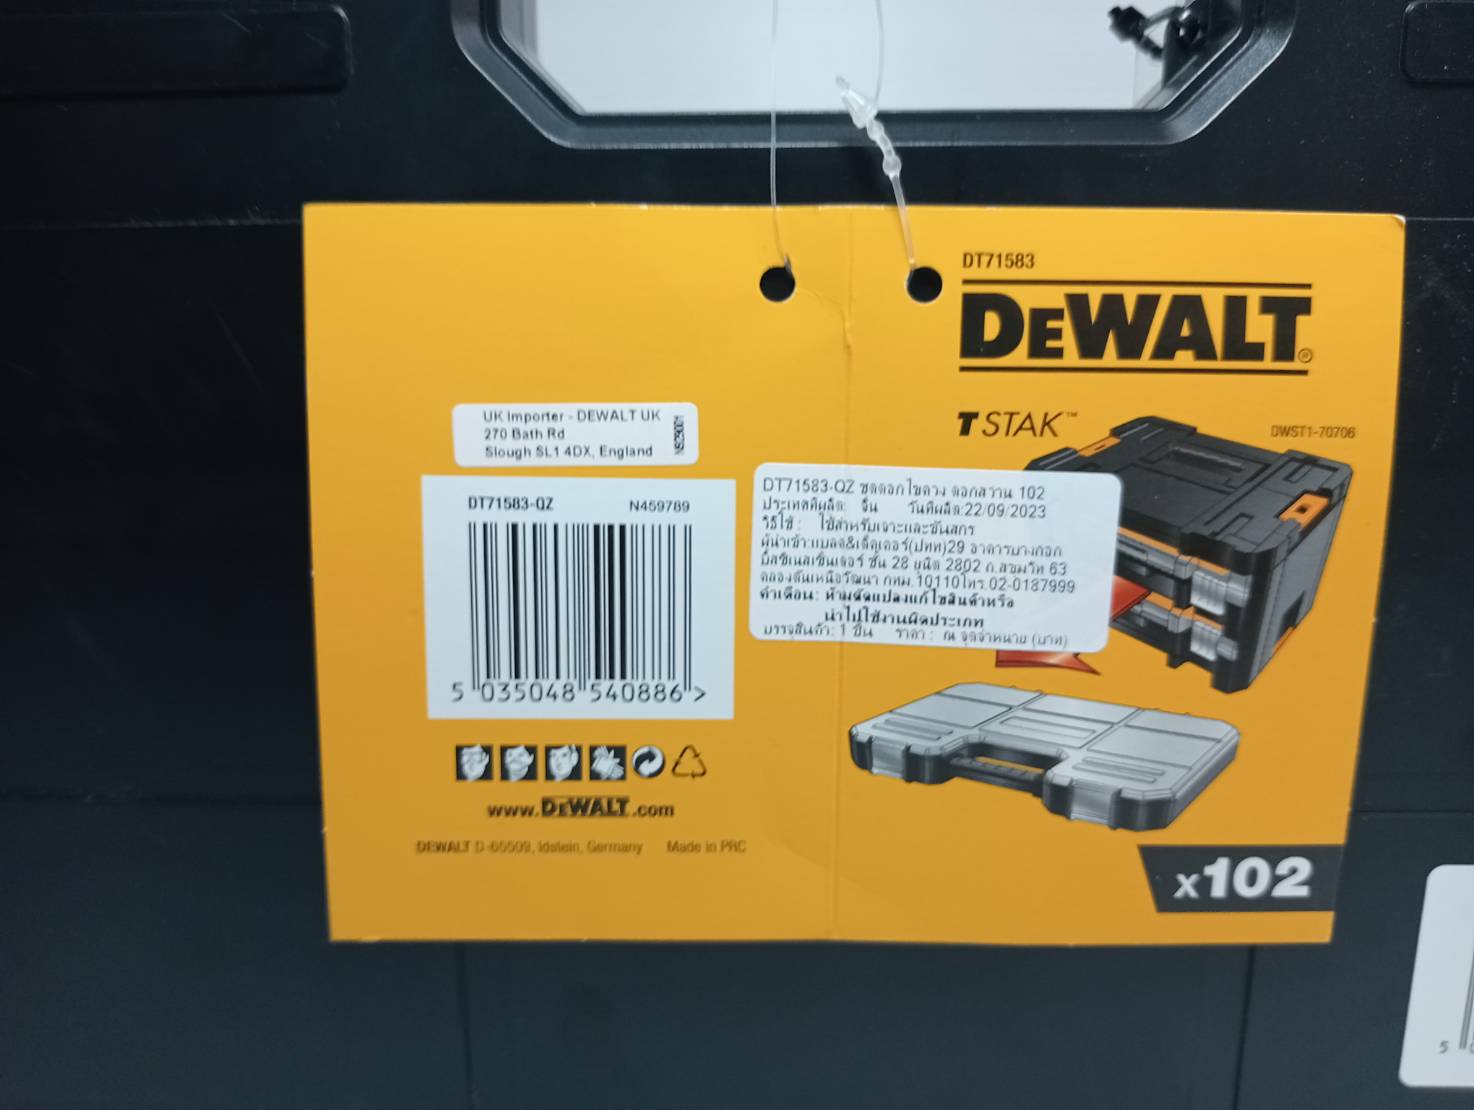 DT71583
DEWALT®
TSTAK™
DWST1-70706
UK Importer - DEWALT UK
270 Bath Rd
Slough SL1 4DX, England
DT71583-QZ N459789
5 035048 540886 >
www.DEWALT.com
DEWALT D-65509, Idstein, Germany Made in PRC
DT71583-QZ ชุดดอกไขควง ดอกสว่าน 102
ประเทศที่ผลิต: จีน วันที่ผลิต:22/09/2023
วิธีใช้ : ใช้สำหรับเจาะและขันสกรู
ผู้นำเข้า:แบลค&เด็คเคอร์(ปทท)29 อาคารบางกอก
บิสซิเนสเซ็นเตอร์ ชั้น 28 ยูนิต 2802 ถ.สุขุมวิท 63
คลองตันเหนือวัฒนา กทม.10110โทร.02-0187999
คำเตือน: ห้ามดัดแปลงแก้ไขสินค้าหรือ
นำไปใช้งานผิดประเภท
บรรจุสินค้า: 1 ชิ้น ราคา : ณ จุดจำหน่าย (บาท)
x102
5